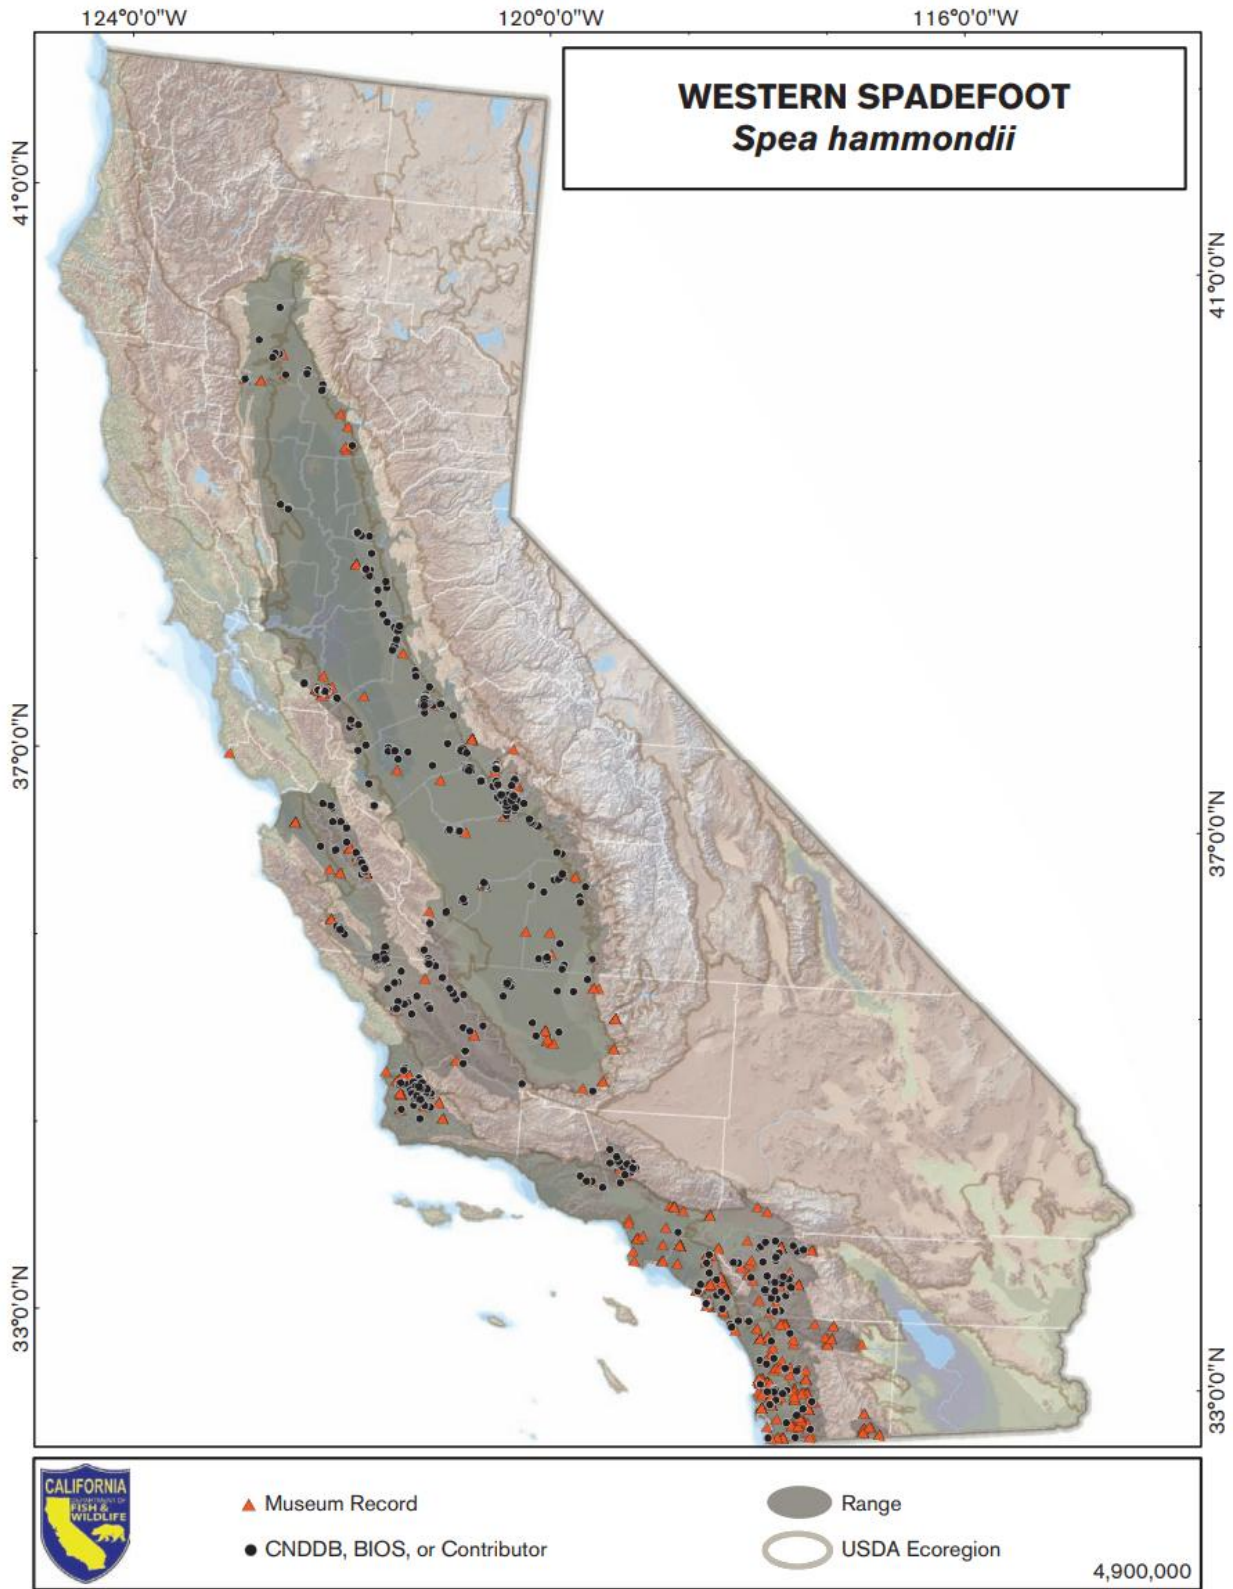 124°0'0"W 120°0'0"W 116°0'0"W
WESTERN SPADEFOOT
Spea hammondii
41°0'0"N
41°0'0"N
37°0'0"N
37°0'0"N
33°0'0"N
33°0'0"N
CALIFORNIA
DEPARTMENT OF
FISH &
WILDLIFE
Museum Record
Range
CNDDB, BIOS, or Contributor
USDA Ecoregion
4,900,000